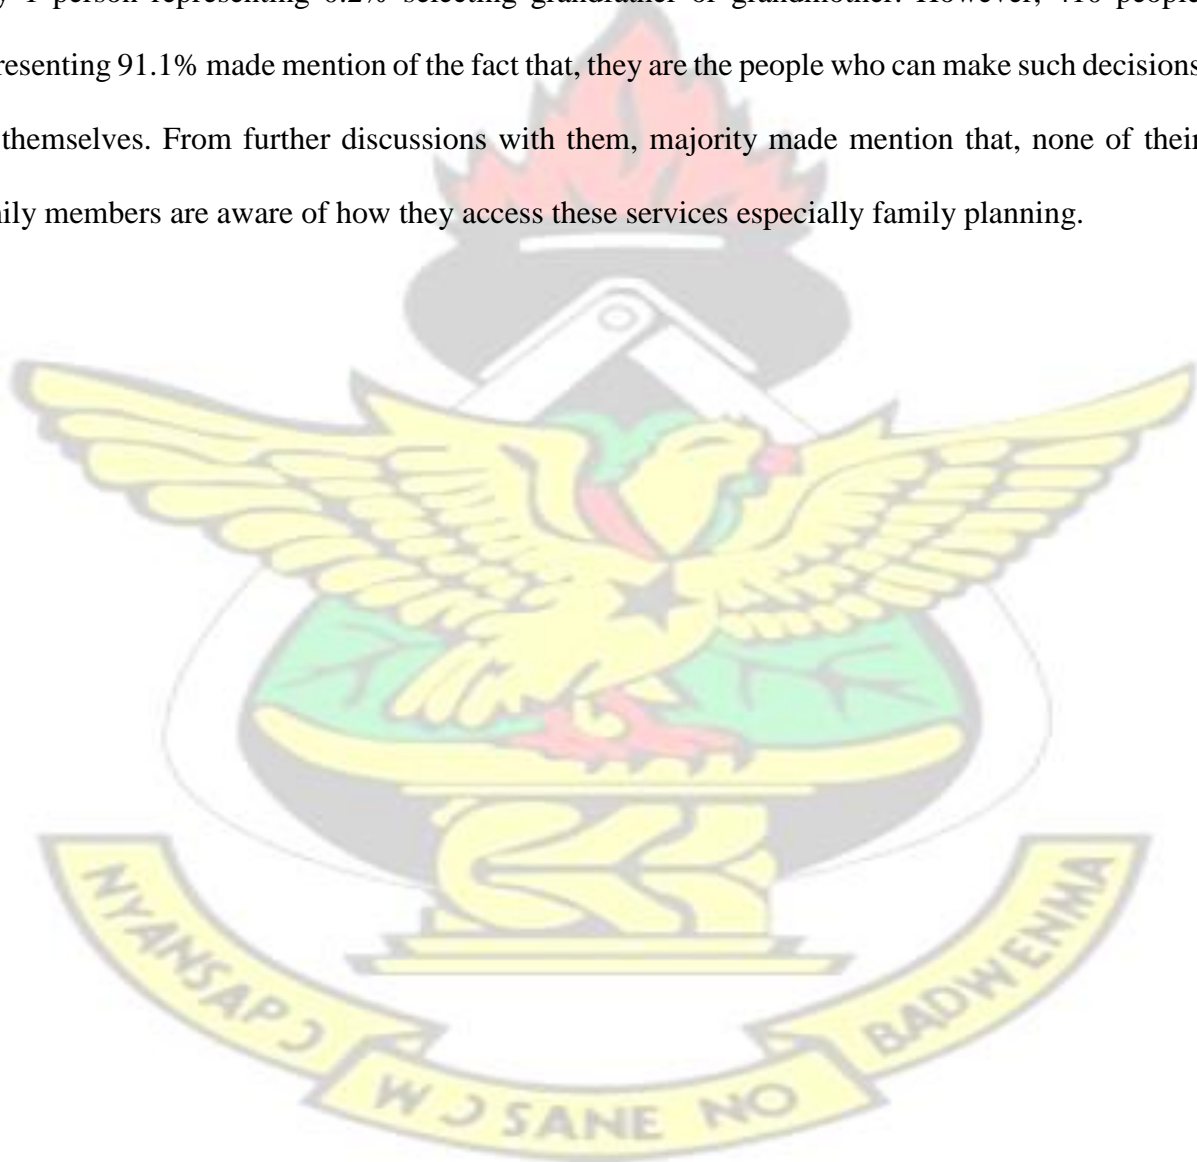 y 1 person representing 0.2% selecting grandfather or grandmother. However, 410 people
resenting 91.1% made mention of the fact that, they are the people who can make such decisions
themselves. From further discussions with them, majority made mention that, none of their
ily members are aware of how they access these services especially family planning.
NYANSAPƆ
WƆ SANE NO
BADWENMA